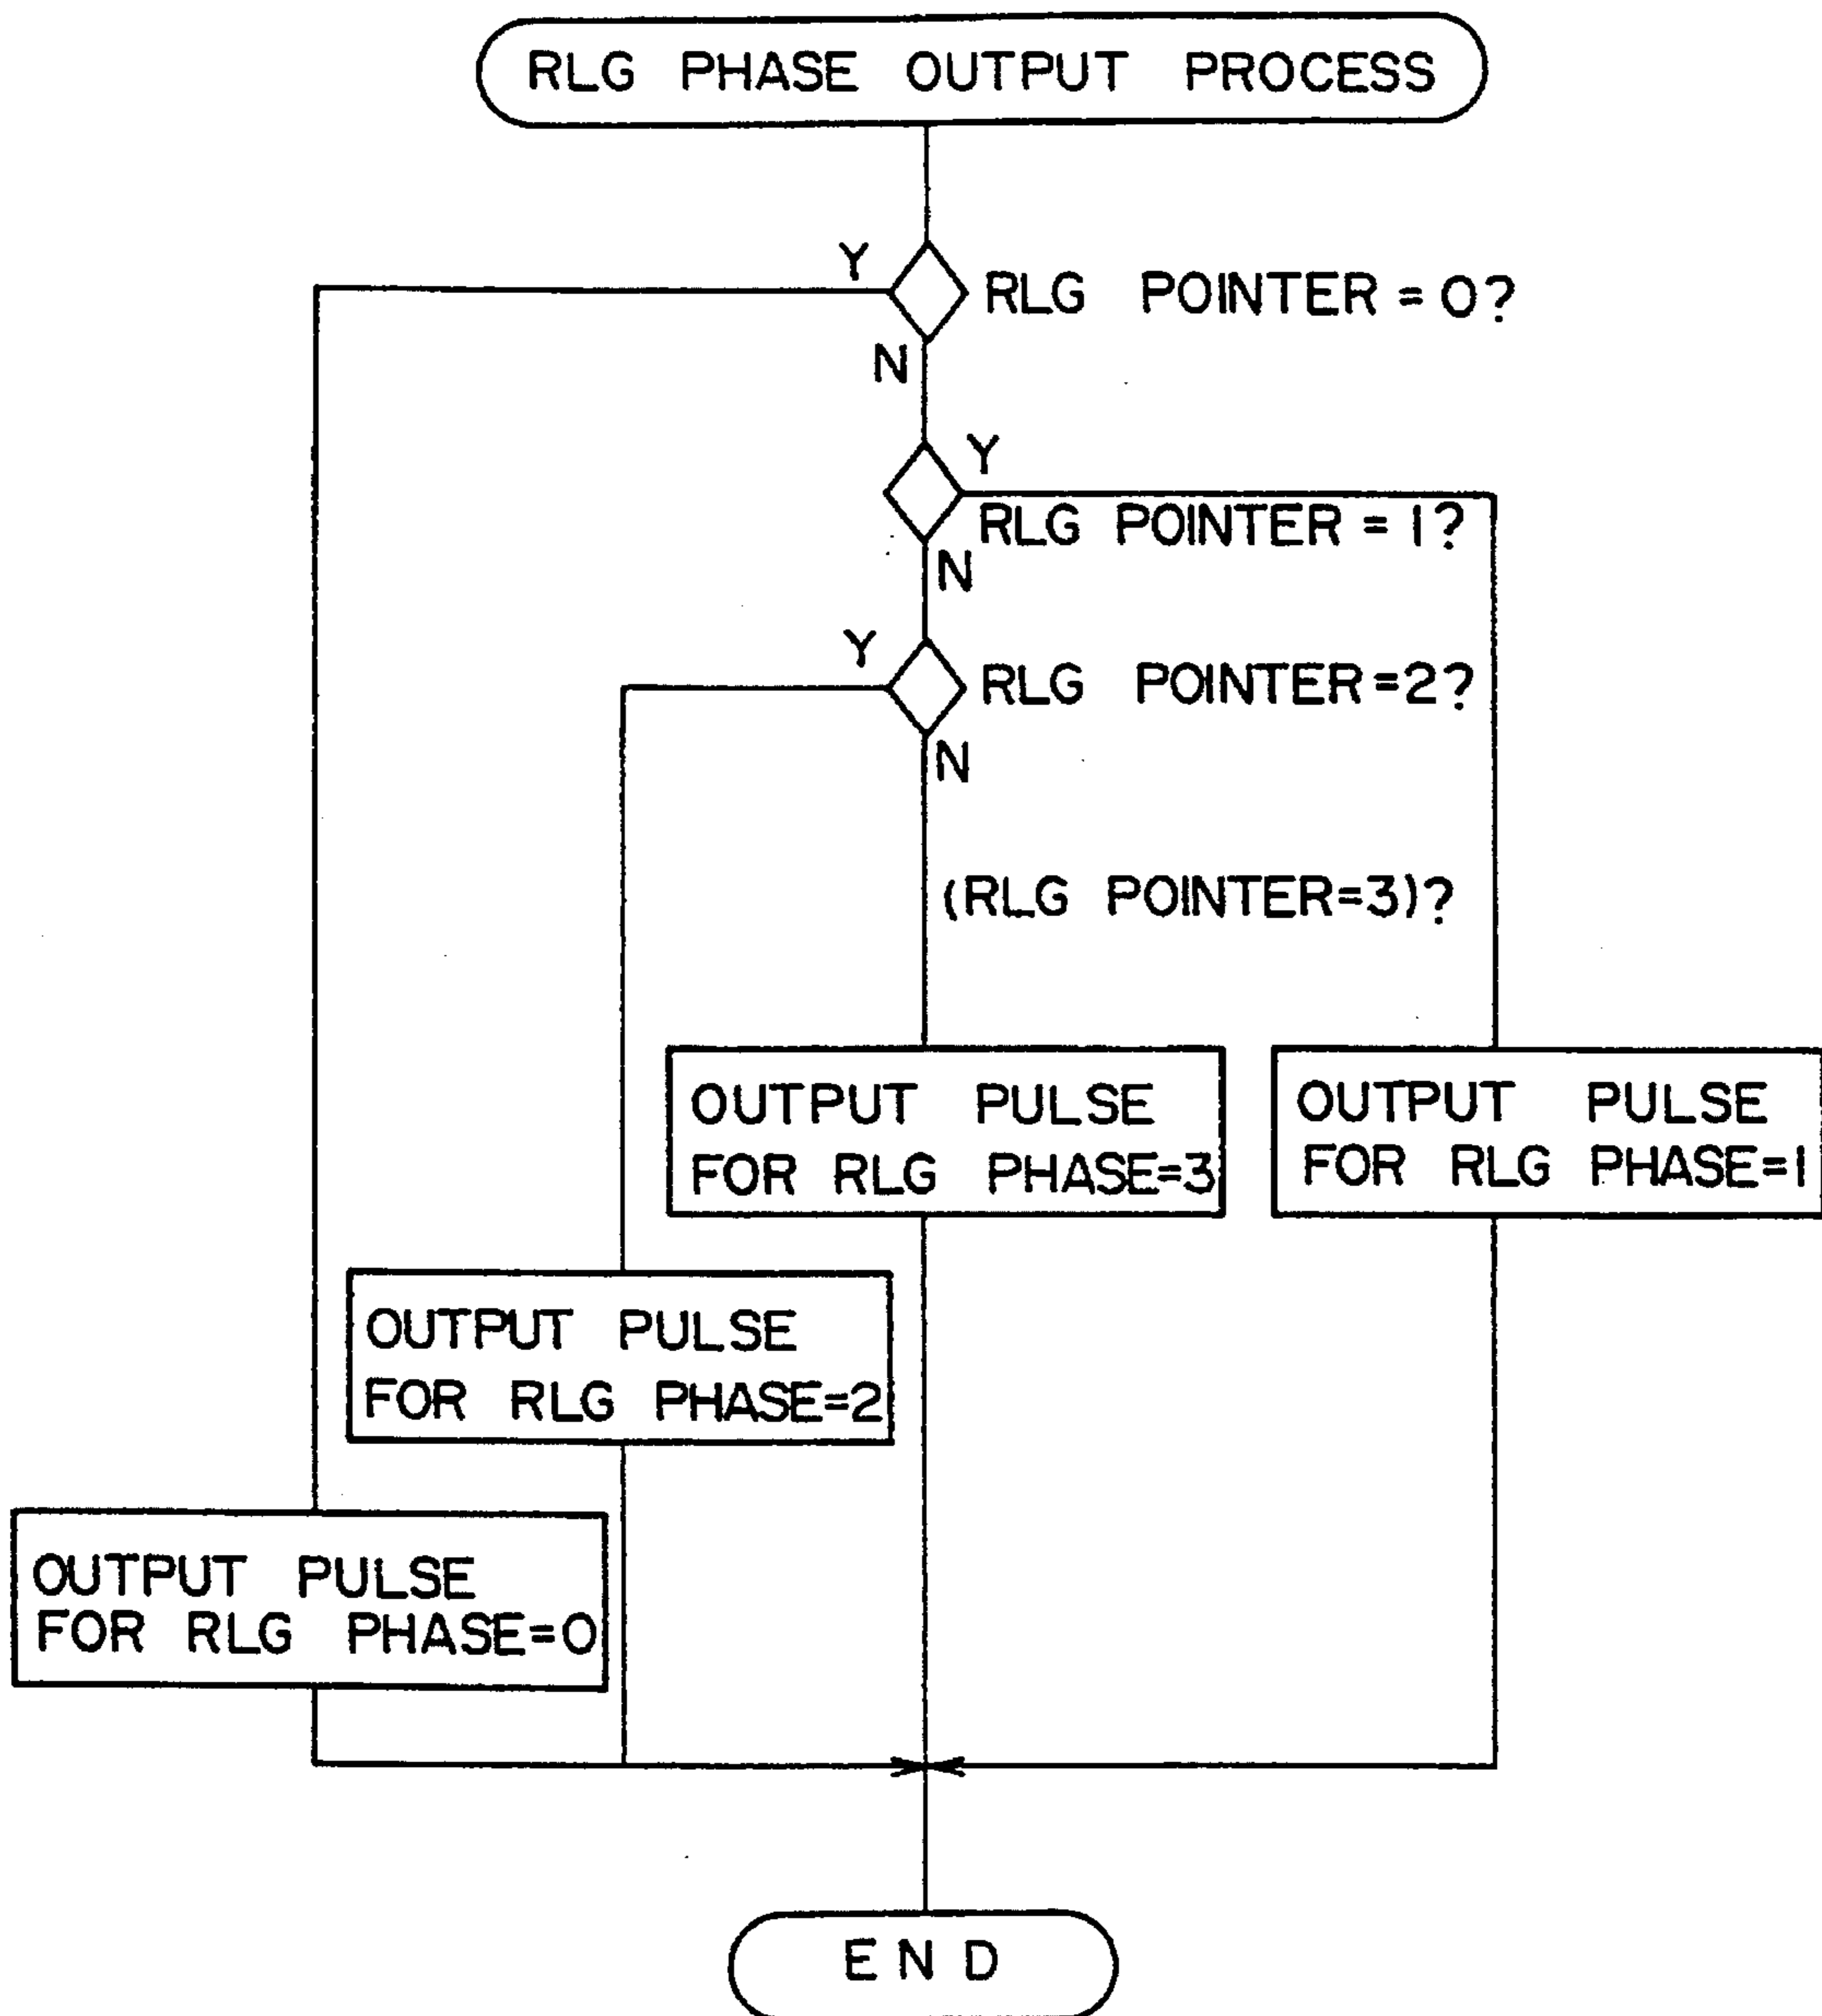 RLG PHASE OUTPUT PROCESS
Y
RLG POINTER = 0?
N
Y
RLG POINTER = 1?
N
Y
RLG POINTER=2?
N
(RLG POINTER=3)?
OUTPUT PULSE
FOR RLG PHASE=3
OUTPUT PULSE
FOR RLG PHASE=1
OUTPUT PULSE
FOR RLG PHASE=2
OUTPUT PULSE
FOR RLG PHASE=0
END